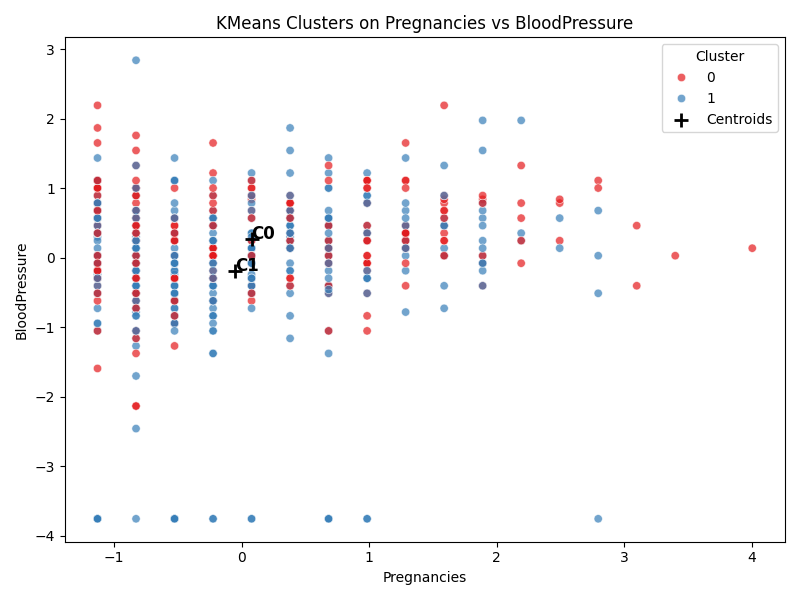 KMeans Clusters on Pregnancies vs BloodPressure
Cluster
0
1
Centroids
C0
C1
BloodPressure
3
2
1
0
−1
−2
−3
−4
−1
0
1
2
3
4
Pregnancies